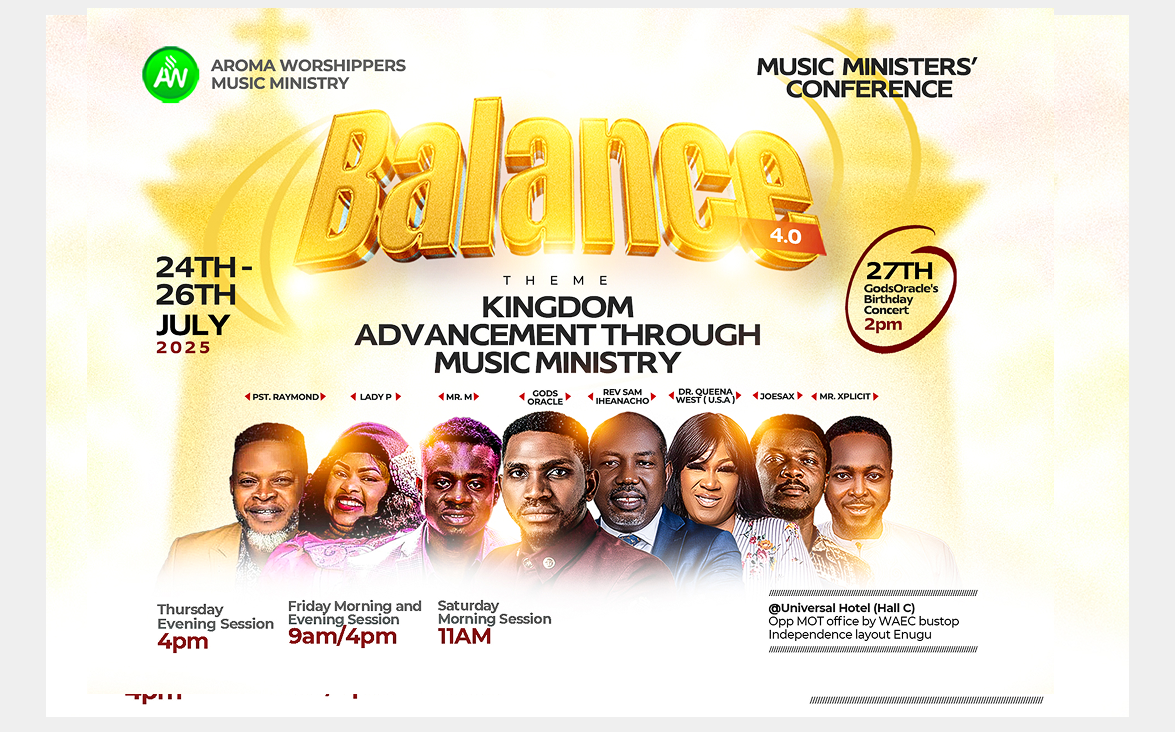 AW
AROMA WORSHIPPERS
MUSIC MINISTRY
MUSIC MINISTERS'
CONFERENCE
Balance
4.0
24TH -
26TH
JULY
2025
THEME
KINGDOM
ADVANCEMENT THROUGH
MUSIC MINISTRY
27TH
GodsOracle's
Birthday
Concert
2pm
PST. RAYMOND
LADY P
MR. M
GODS
ORACLE
REV SAM
IHEANACHO
DR. QUEENA
WEST ( U.S.A )
JOESAX
MR. XPLICIT
Thursday
Evening Session
4pm
Friday Morning and
Evening Session
9am/4pm
Saturday
Morning Session
11AM
@Universal Hotel (Hall C)
Opp MOT office by WAEC bustop
Independence layout Enugu
4pm